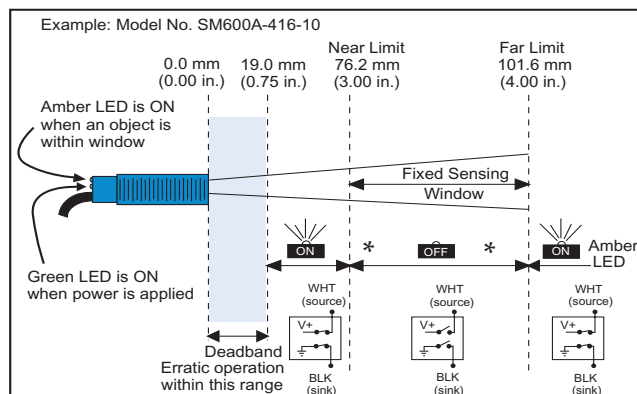 Example: Model No. SM600A-416-10
0.0 mm
(0.00 in.)
19.0 mm
(0.75 in.)
Near Limit
76.2 mm
(3.00 in.)
Far Limit
101.6 mm
(4.00 in.)
Amber LED is ON
when an object is
within window
Fixed Sensing
Window
Green LED is ON
when power is applied
ON
*
OFF
*
ON
Amber
LED
Deadband
Erratic operation
within this range
WHT
(source)
V+
BLK
(sink)
WHT
(source)
V+
BLK
(sink)
WHT
(source)
V+
BLK
(sink)